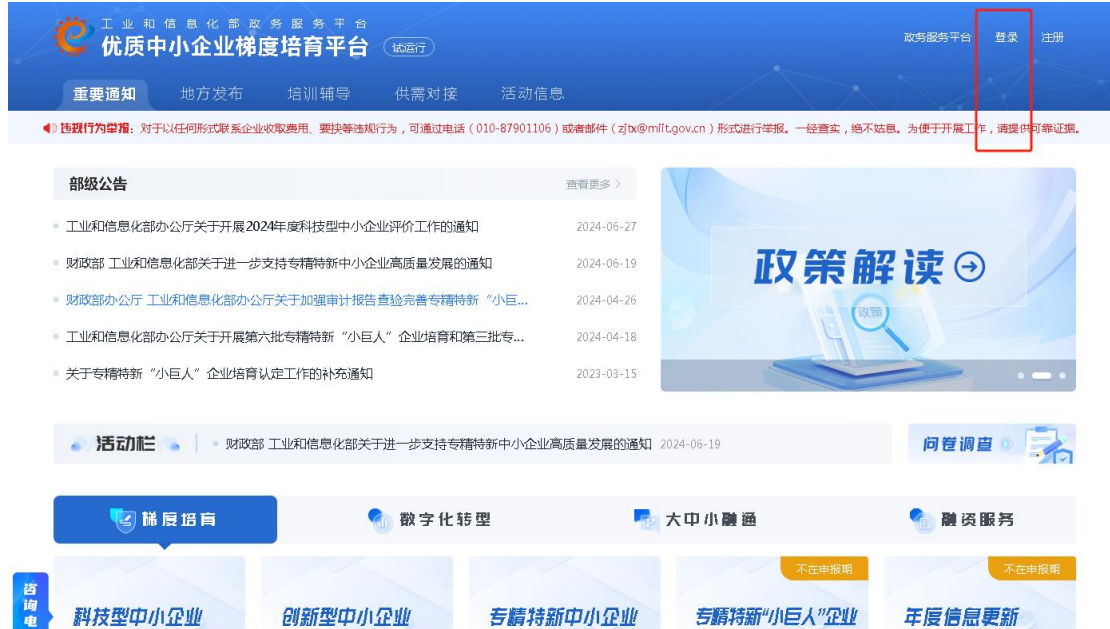 工业和信息化部政务服务平台
优质中小企业梯度培育平台 试运行
政务服务平台 登录 注册
重要通知 地方发布 培训辅导 供需对接 活动信息
违规行为举报：对于以任何形式联系企业收取费用、要挟等违规行为，可通过电话（010-87901106）或者邮件（zjtx@miit.gov.cn）形式进行举报。一经查实，绝不姑息。为便于开展工作，请提供可靠证据。
部级公告 查看更多 >
工业和信息化部办公厅关于开展2024年度科技型中小企业评价工作的通知 2024-06-27
财政部 工业和信息化部关于进一步支持专精特新中小企业高质量发展的通知 2024-06-19
财政部办公厅 工业和信息化部办公厅关于加强审计报告查验完善专精特新“小巨... 2024-04-26
工业和信息化部办公厅关于开展第六批专精特新“小巨人”企业培育和第三批专... 2024-04-18
关于专精特新“小巨人”企业培育认定工作的补充通知 2023-03-15
政策解读
政策
活动栏 财政部 工业和信息化部关于进一步支持专精特新中小企业高质量发展的通知 2024-06-19
问卷调查
梯度培育 数字化转型 大中小融通 融资服务
不在申报期 不在申报期
科技型中小企业 创新型中小企业 专精特新中小企业 专精特新“小巨人”企业 年度信息更新
咨
询
电